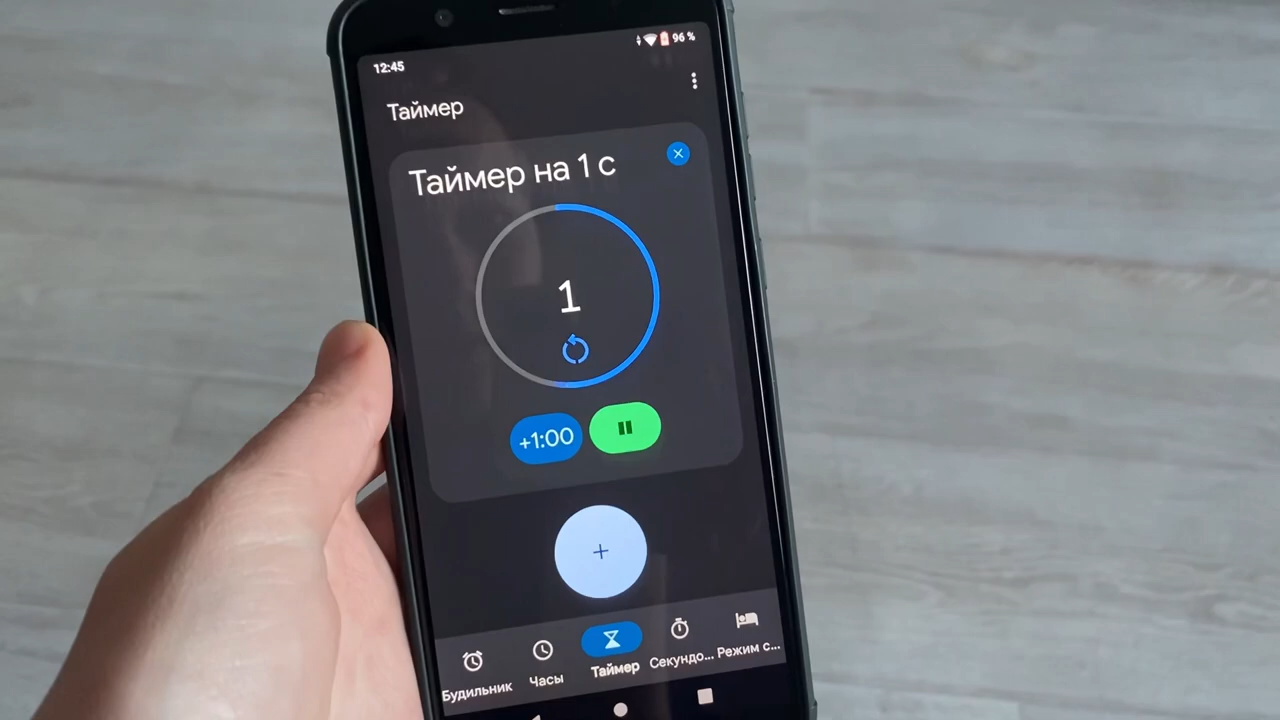 12:45
96 %
Таймер
Таймер на 1 с
1
+1:00
+
Будильник
Часы
Таймер
Секундо...
Режим с...